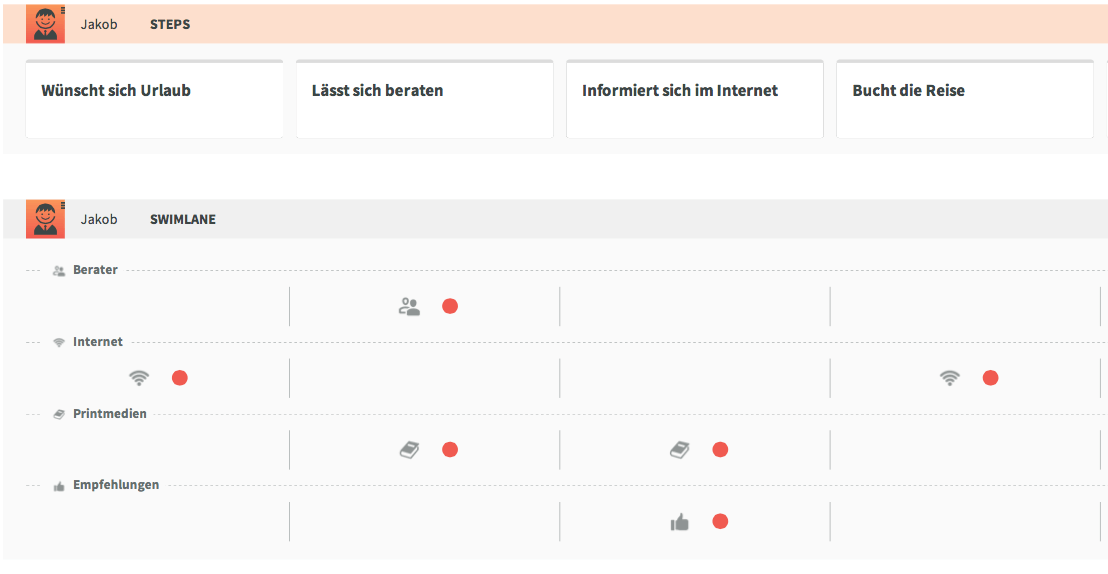 Jakob STEPS
Wünscht sich Urlaub Lässt sich beraten Informiert sich im Internet Bucht die Reise
Jakob SWIMLANE
Berater
Internet
Printmedien
Empfehlungen